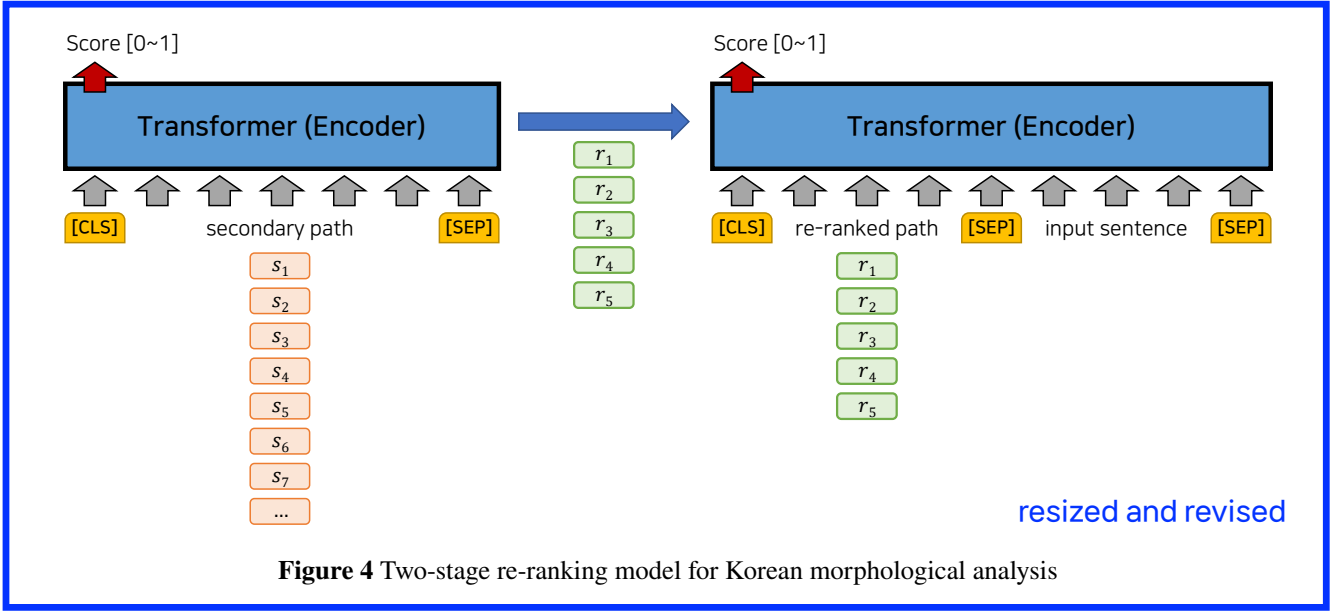 Score [0~1]
Transformer (Encoder)
[CLS]
secondary path
[SEP]
s₁
s₂
s₃
s₄
s₅
s₆
s₇
...
r₁
r₂
r₃
r₄
r₅
Score [0~1]
Transformer (Encoder)
[CLS]
re-ranked path
[SEP]
input sentence
[SEP]
r₁
r₂
r₃
r₄
r₅
resized and revised
Figure 4 Two-stage re-ranking model for Korean morphological analysis